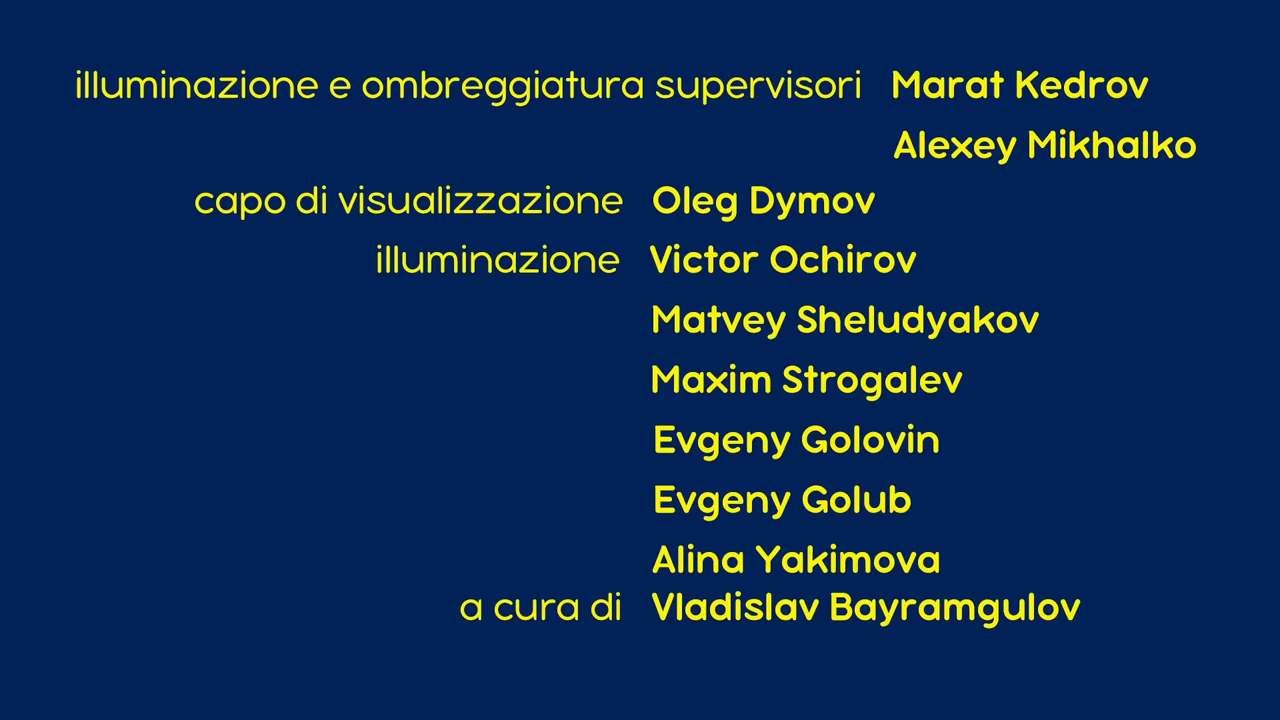 illuminazione e ombreggiatura supervisori Marat Kedrov
Alexey Mikhalko
capo di visualizzazione Oleg Dymov
illuminazione Victor Ochirov
Matvey Sheludyakov
Maxim Strogalev
Evgeny Golovin
Evgeny Golub
Alina Yakimova
a cura di Vladislav Bayramgulov